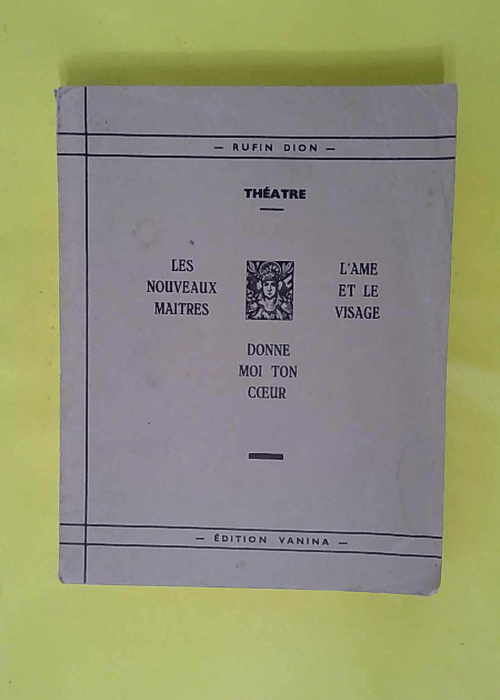 — RUFIN DION —
THÉATRE
LES
NOUVEAUX
MAITRES
L'AME
ET LE
VISAGE
DONNE
MOI TON
CŒUR
— ÉDITION VANINA —